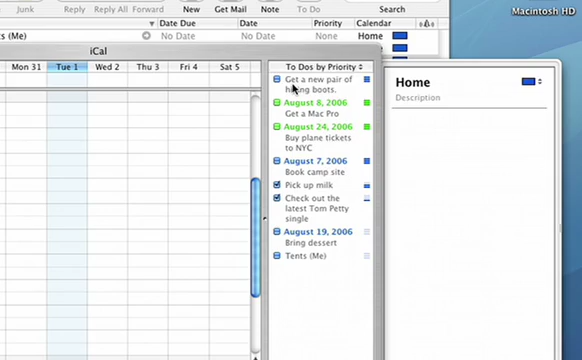 Macintosh HD
Junk Reply Reply All Forward New Get Mail Note To Do Search
Date Due Date Priority Calendar
s (Me) No Date No Date Home
iCal
Mon 31 Tue 1 Wed 2 Thu 3 Fri 4 Sat 5
To Dos by Priority
Get a new pair of
hiking boots.
August 8, 2006
Get a Mac Pro
August 24, 2006
Buy plane tickets
to NYC
August 7, 2006
Book camp site
Pick up milk
Check out the
latest Tom Petty
single
August 19, 2006
Bring dessert
Tents (Me)
Home
Description